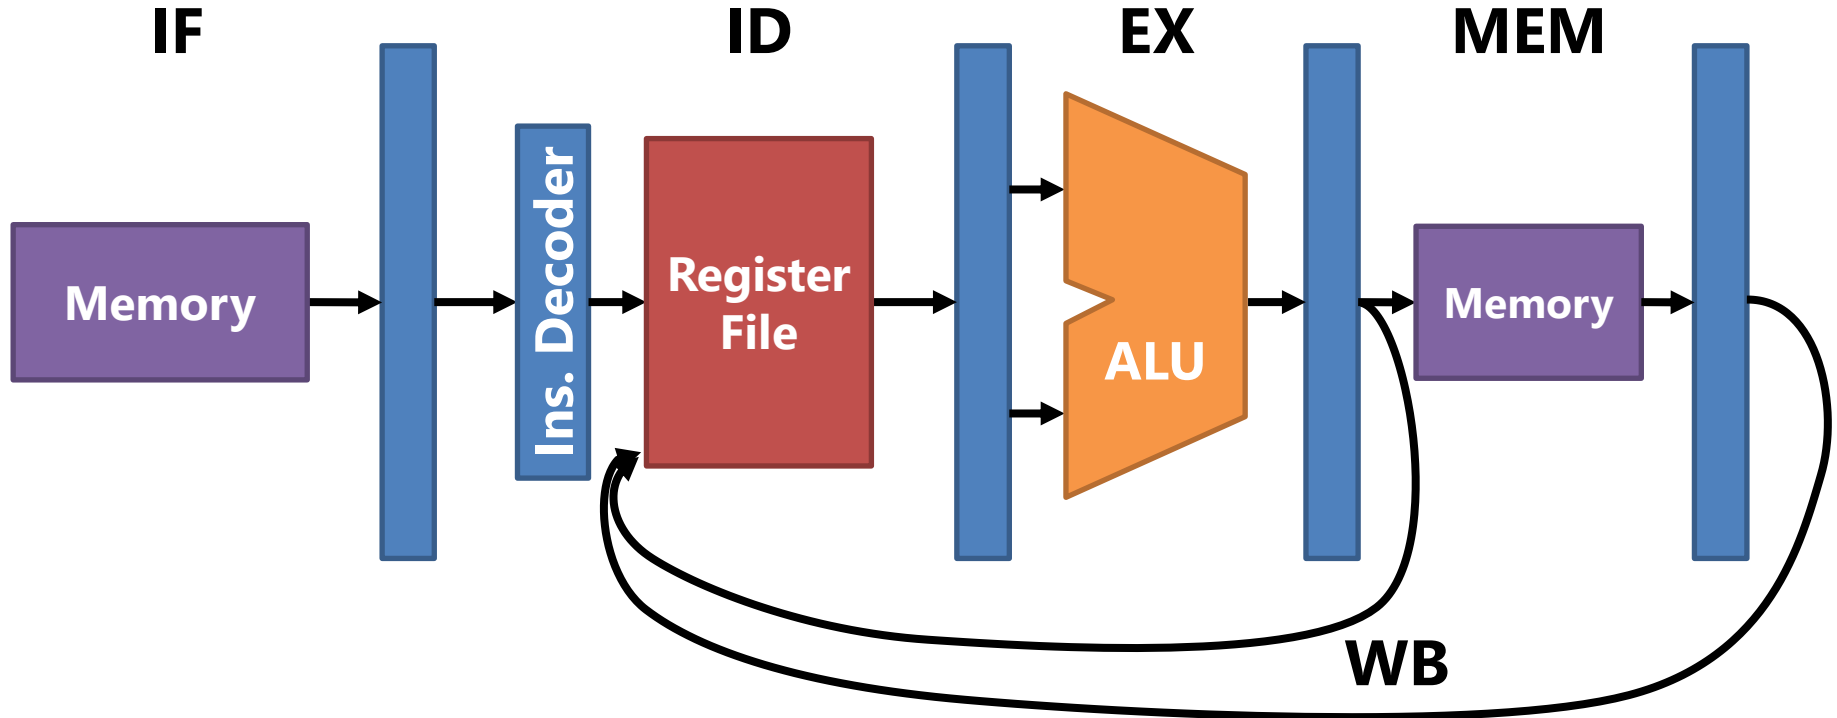 IF
ID
EX
MEM
Memory
Ins. Decoder
Register
File
ALU
Memory
WB